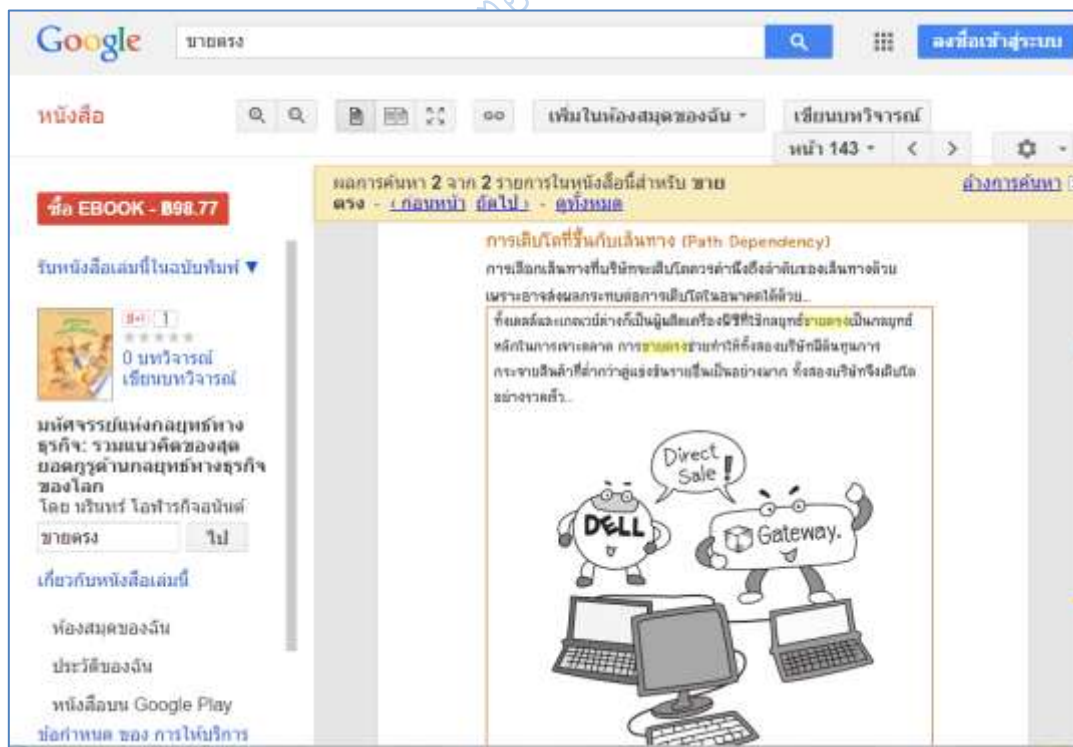 Google
ขายตรง
ลงชื่อเข้าสู่ระบบ
หนังสือ
เพิ่มในห้องสมุดของฉัน
เขียนบทวิจารณ์
หน้า 143
ซื้อ EBOOK - ฿98.77
ผลการค้นหา 2 จาก 2 รายการในหนังสือนี้สำหรับ ขาย
ตรง - ‹ ก่อนหน้า ถัดไป › - ดูทั้งหมด
ล้างการค้นหา
รับหนังสือเล่มนี้ในฉบับพิมพ์ ▼
1
0 บทวิจารณ์
เขียนบทวิจารณ์
มหัศจรรย์แห่งกลยุทธ์ทาง
ธุรกิจ: รวมแนวคิดของสุด
ยอดกูรูด้านกลยุทธ์ทางธุรกิจ
ของโลก
โดย นรินทร์ โอฬารกิจอนันต์
ขายตรง
ไป
เกี่ยวกับหนังสือเล่มนี้
ห้องสมุดของฉัน
ประวัติของฉัน
หนังสือบน Google Play
ข้อกำหนด ของ การให้บริการ
การเติบโตที่ขึ้นกับเส้นทาง (Path Dependency)
การเลือกเส้นทางที่บริษัทจะเติบโตควรคำนึงถึงลำดับของเส้นทางด้วย
เพราะอาจส่งผลกระทบต่อการเติบโตในอนาคตได้ด้วย..
ทั้งเดลล์และเกตเวย์ต่างก็เป็นผู้ผลิตเครื่องพีซีที่ใช้กลยุทธ์ขายตรงเป็นกลยุทธ์
หลักในการเจาะตลาด การขายตรงช่วยทำให้ทั้งสองบริษัทมีต้นทุนการ
กระจายสินค้าที่ต่ำกว่าคู่แข่งขันรายอื่นเป็นอย่างมาก ทั้งสองบริษัทจึงเติบโต
อย่างรวดเร็ว..
Direct
Sale !
DELL
Gateway.